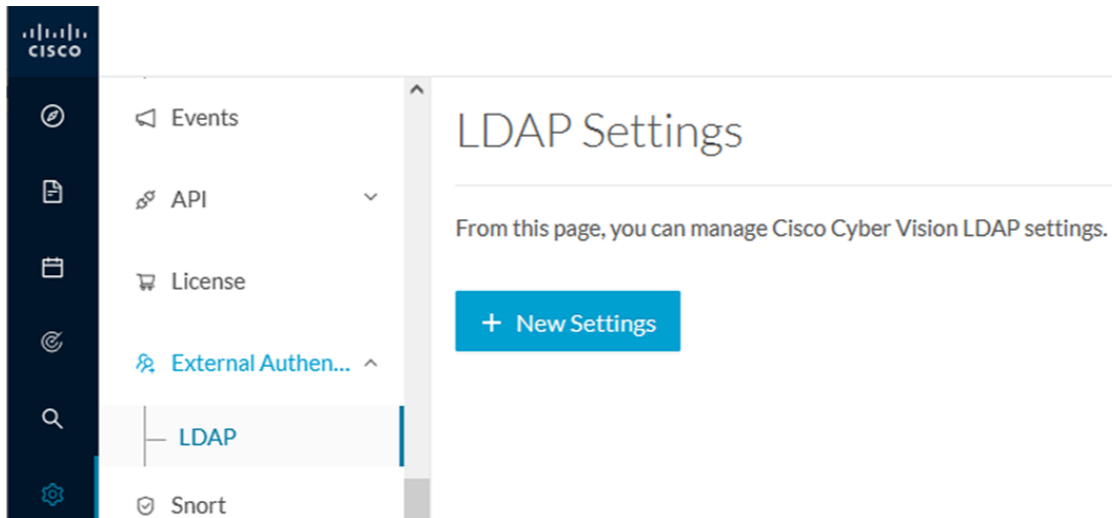 CISCO
Events
API
License
External Authen...
LDAP
Snort
LDAP Settings
From this page, you can manage Cisco Cyber Vision LDAP settings.
+ New Settings